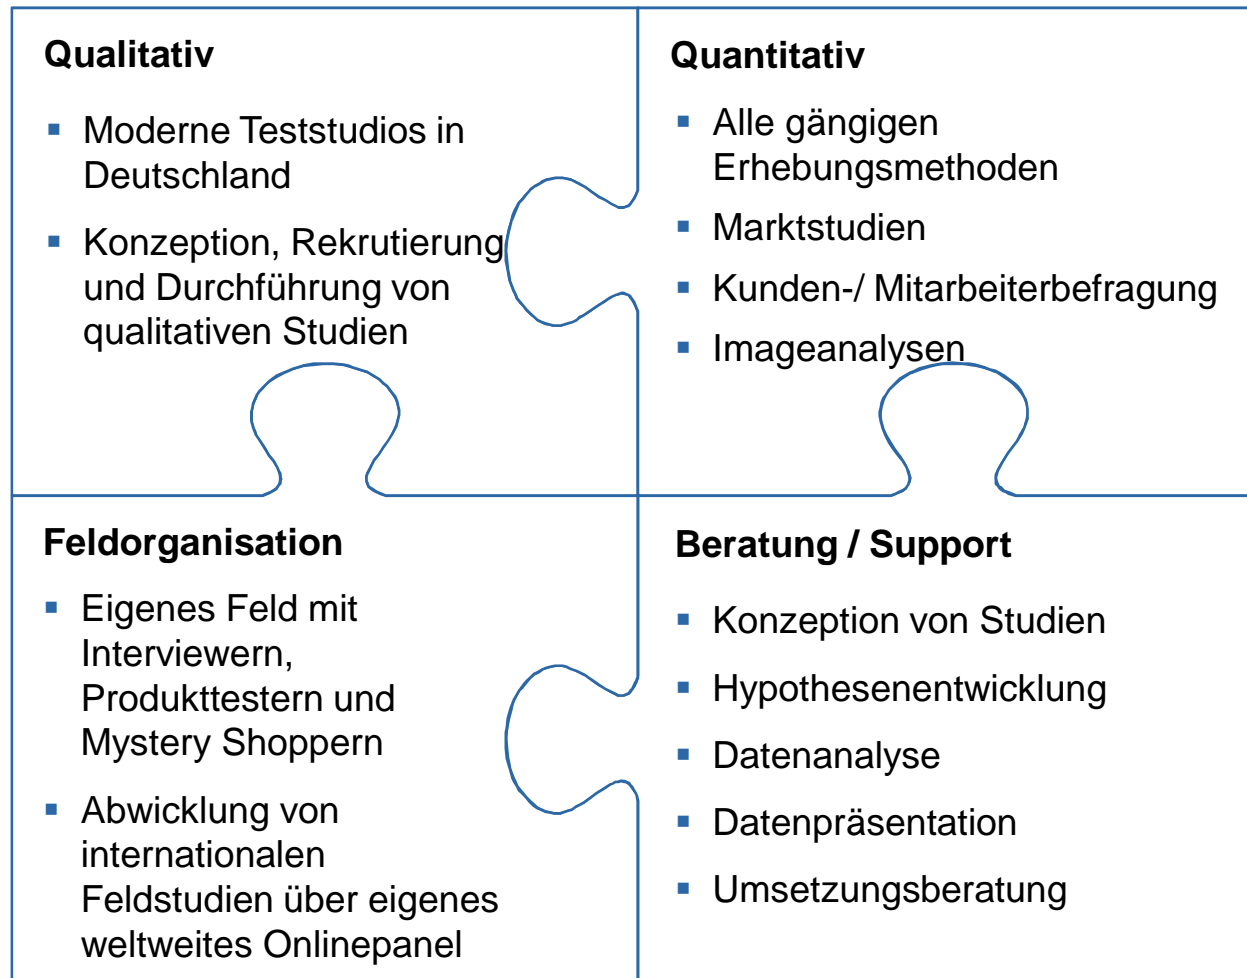 Qualitativ
▪ Moderne Teststudios in
Deutschland
▪ Konzeption, Rekrutierung
und Durchführung von
qualitativen Studien
Quantitativ
▪ Alle gängigen
Erhebungsmethoden
▪ Marktstudien
▪ Kunden-/ Mitarbeiterbefragung
▪ Imageanalysen
Feldorganisation
▪ Eigenes Feld mit
Interviewern,
Produkttestern und
Mystery Shoppern
▪ Abwicklung von
internationalen
Feldstudien über eigenes
weltweites Onlinepanel
Beratung / Support
▪ Konzeption von Studien
▪ Hypothesenentwicklung
▪ Datenanalyse
▪ Datenpräsentation
▪ Umsetzungsberatung